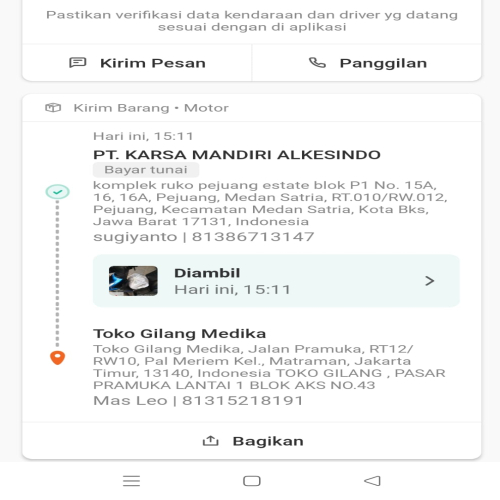 Pastikan verifikasi data kendaraan dan driver yg datang
sesuai dengan di aplikasi
Kirim Pesan
Panggilan
Kirim Barang • Motor
Hari ini, 15:11
PT. KARSA MANDIRI ALKESINDO
Bayar tunai
komplek ruko pejuang estate blok P1 No. 15A,
16, 16A, Pejuang, Medan Satria, RT.010/RW.012,
Pejuang, Kecamatan Medan Satria, Kota Bks,
Jawa Barat 17131, Indonesia
sugiyanto | 81386713147
Diambil
Hari ini, 15:11
Toko Gilang Medika
Toko Gilang Medika, Jalan Pramuka, RT12/
RW10, Pal Meriem Kel., Matraman, Jakarta
Timur, 13140, Indonesia TOKO GILANG , PASAR
PRAMUKA LANTAI 1 BLOK AKS NO.43
Mas Leo | 81315218191
Bagikan